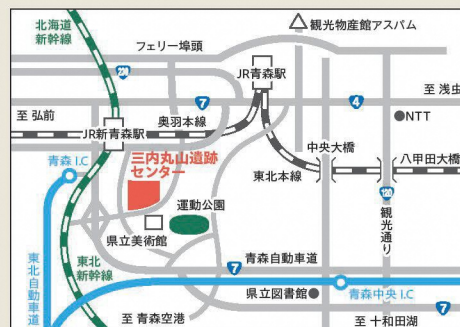 北海道
新幹線
観光物産館アスパム
フェリー埠頭
JR青森駅
280
7
4
至 浅虫
至 弘前
奥羽本線
NTT
JR新青森駅
中央大橋
八甲田大橋
青森 I.C
三内丸山遺跡
センター
東北本線
運動公園
120
観光通り
県立美術館
東北自動車道
東北
新幹線
7
青森自動車道
青森中央 I.C
県立図書館
7
至 青森空港
至 十和田湖